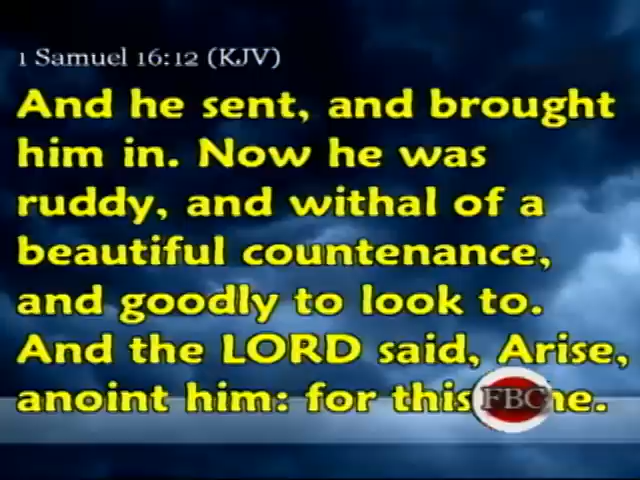 1 Samuel 16:12 (KJV)
And he sent, and brought
him in. Now he was
ruddy, and withal of a
beautiful countenance,
and goodly to look to.
And the LORD said, Arise,
anoint him: for this
FBC